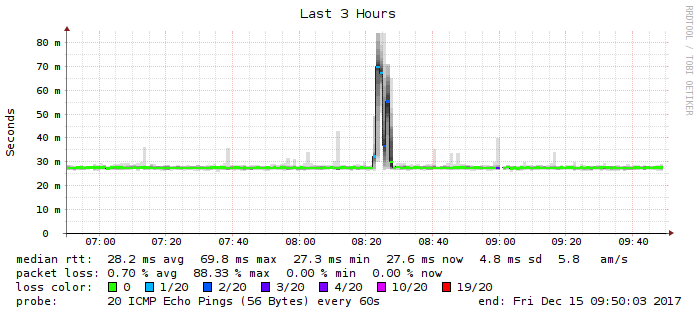 Last 3 Hours
RRDTOOL / TOBI OETIKER
Seconds
80 m
70 m
60 m
50 m
40 m
30 m
20 m
10 m
0
07:00 07:20 07:40 08:00 08:20 08:40 09:00 09:20 09:40
median rtt: 28.2 ms avg 69.8 ms max 27.3 ms min 27.6 ms now 4.8 ms sd 5.8 am/s
packet loss: 0.70 % avg 88.33 % max 0.00 % min 0.00 % now
loss color: 0 1/20 2/20 3/20 4/20 10/20 19/20
probe: 20 ICMP Echo Pings (56 Bytes) every 60s end: Fri Dec 15 09:50:03 2017